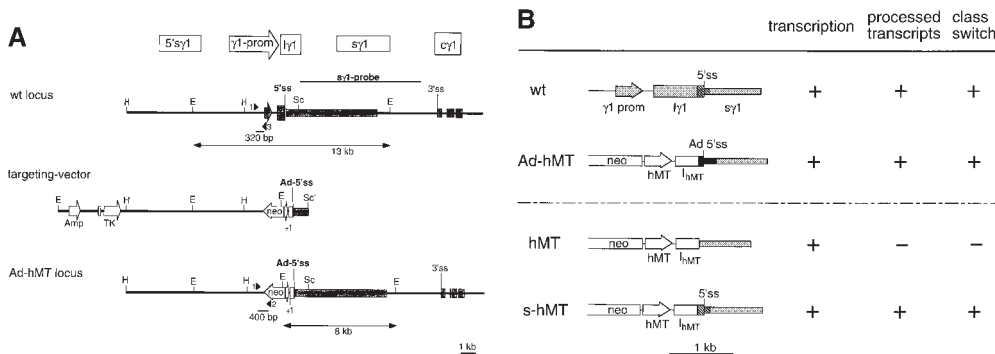 A
5'sγ1 γ1-prom Iγ1 sγ1 cγ1
sγ1-probe
wt locus
5'ss 3'ss
H E H 1 Sc E
3
320 bp
13 kb
targeting-vector
Ad-5'ss
E H E H E Sc'
neo
Amp TK
+1
Ad-hMT locus
Ad-5'ss 3'ss
H E H 1 E Sc E
neo
2
400 bp +1
8 kb
1 kb
B
transcription processed transcripts class switch
5'ss
wt + + +
γ1 prom Iγ1 sγ1
Ad 5'ss
Ad-hMT neo + + +
hMT IhMT
hMT neo + − −
hMT IhMT
5'ss
s-hMT neo + + +
hMT IhMT
1 kb